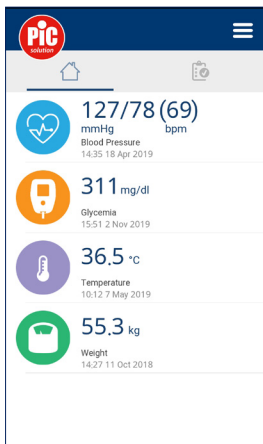 PiC
solution
127/78 (69)
mmHg bpm
Blood Pressure
14:35 18 Apr 2019
311 mg/dl
Glycemia
15:51 2 Nov 2019
36.5 °C
Temperature
10:12 7 May 2019
55.3 kg
Weight
14:27 11 Oct 2018